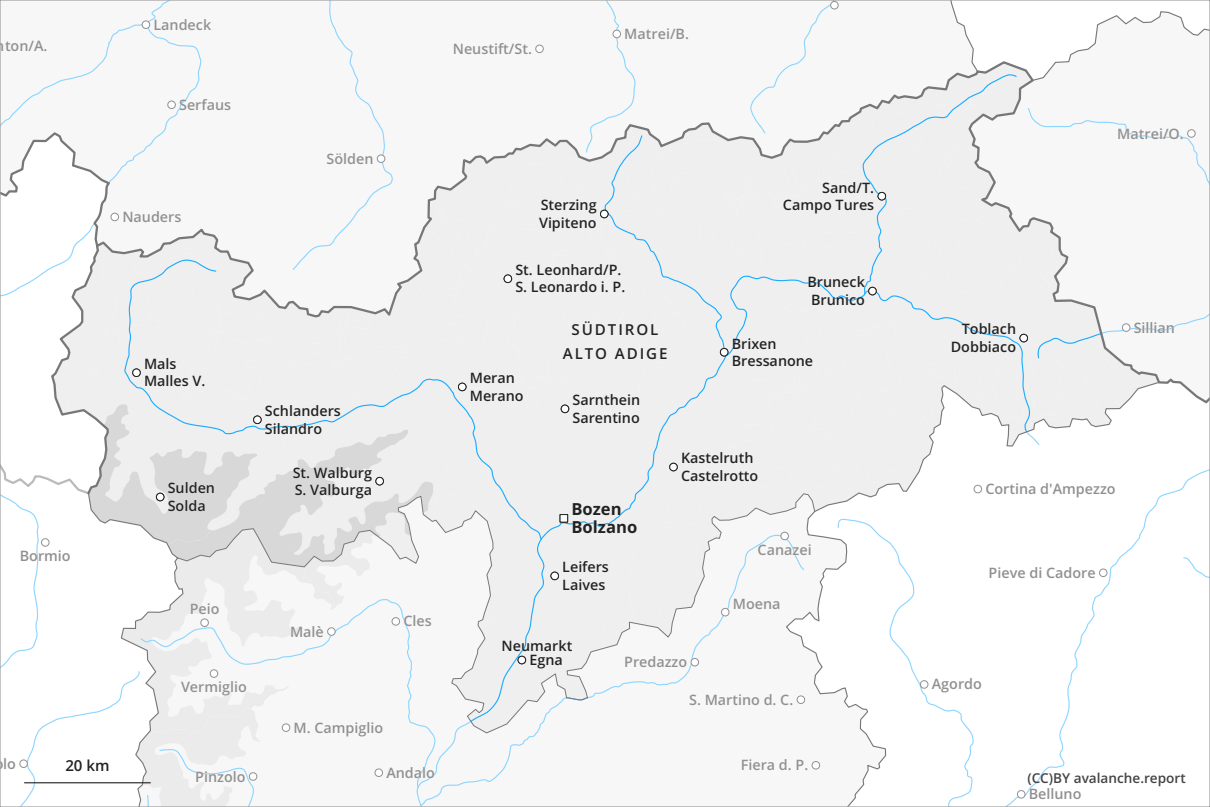 Landeck
nton/A.
Neustift/St.
Matrei/B.
Serfaus
Matrei/O.
Sölden
Nauders
Sand/T.
Campo Tures
Sterzing
Vipiteno
St. Leonhard/P.
S. Leonardo i. P.
Bruneck
Brunico
SÜDTIROL
ALTO ADIGE
Toblach
Dobbiaco
Sillian
Brixen
Bressanone
Mals
Malles V.
Meran
Merano
Sarnthein
Sarentino
Schlanders
Silandro
Kastelruth
Castelrotto
St. Walburg
S. Valburga
Sulden
Solda
Cortina d'Ampezzo
Bozen
Bolzano
Bormio
Canazei
Leifers
Laives
Pieve di Cadore
Peio
Moena
Malè
Cles
Neumarkt
Egna
Predazzo
Vermiglio
Agordo
S. Martino d. C.
M. Campiglio
olo
20 km
Pinzolo
Andalo
Fiera d. P.
(CC)BY avalanche.report
Belluno